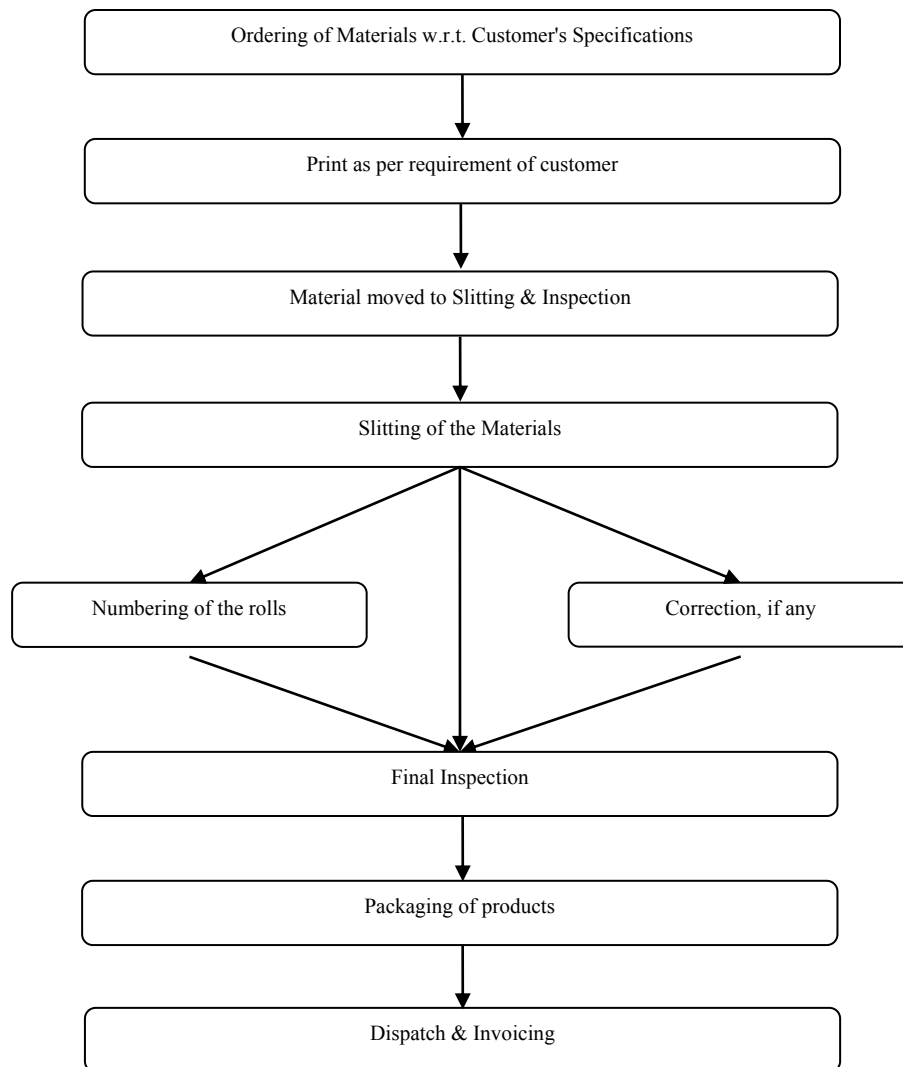 Ordering of Materials w.r.t. Customer's Specifications
Print as per requirement of customer
Material moved to Slitting & Inspection
Slitting of the Materials
Numbering of the rolls
Correction, if any
Final Inspection
Packaging of products
Dispatch & Invoicing